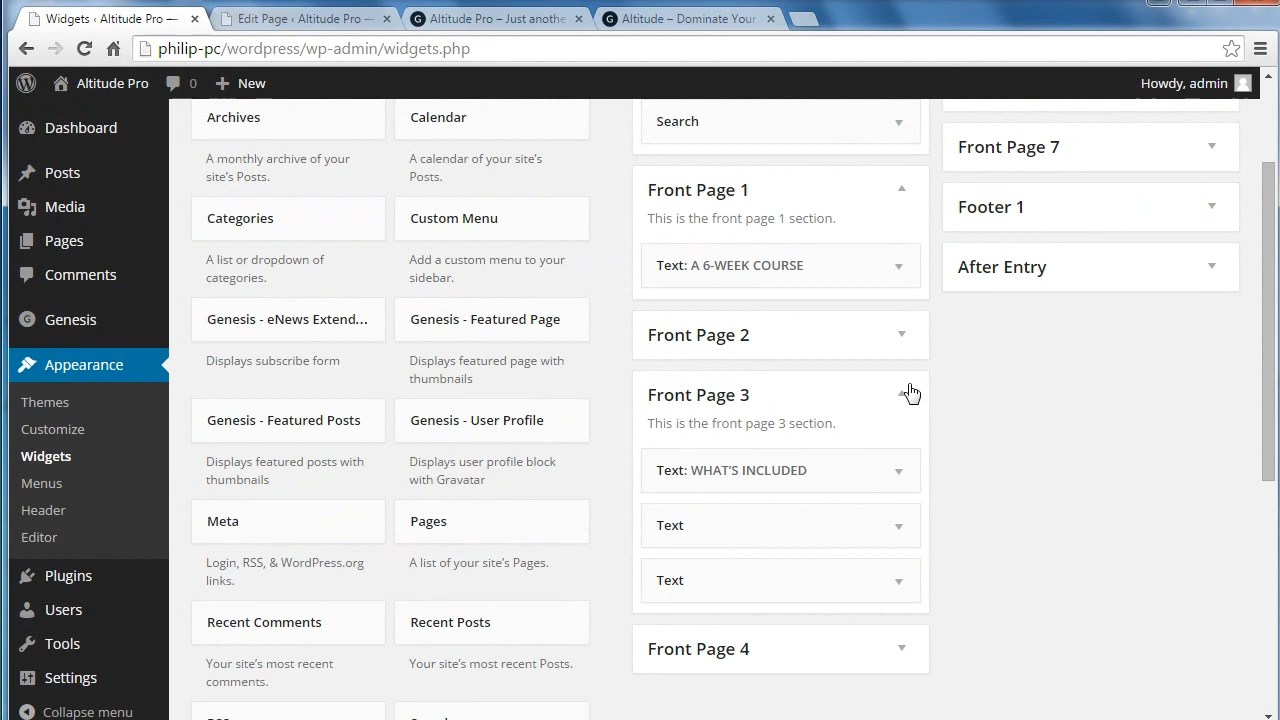 Widgets ‹ Altitude Pro —
Edit Page ‹ Altitude Pro —
Altitude Pro – Just anothe
Altitude – Dominate Your
philip-pc/wordpress/wp-admin/widgets.php
Altitude Pro
0
New
Howdy, admin
Dashboard
Posts
Media
Pages
Comments
Genesis
Appearance
Themes
Customize
Widgets
Menus
Header
Editor
Plugins
Users
Tools
Settings
Collapse menu
Archives
A monthly archive of your
site's Posts.
Calendar
A calendar of your site's
Posts.
Categories
A list or dropdown of
categories.
Custom Menu
Add a custom menu to your
sidebar.
Genesis - eNews Extend...
Displays subscribe form
Genesis - Featured Page
Displays featured page with
thumbnails
Genesis - Featured Posts
Displays featured posts with
thumbnails
Genesis - User Profile
Displays user profile block
with Gravatar
Meta
Login, RSS, & WordPress.org
links.
Pages
A list of your site's Pages.
Recent Comments
Your site's most recent
comments.
Recent Posts
Your site's most recent Posts.
Search
Front Page 1
This is the front page 1 section.
Text: A 6-WEEK COURSE
Front Page 2
Front Page 3
This is the front page 3 section.
Text: WHAT'S INCLUDED
Text
Text
Front Page 4
Front Page 7
Footer 1
After Entry